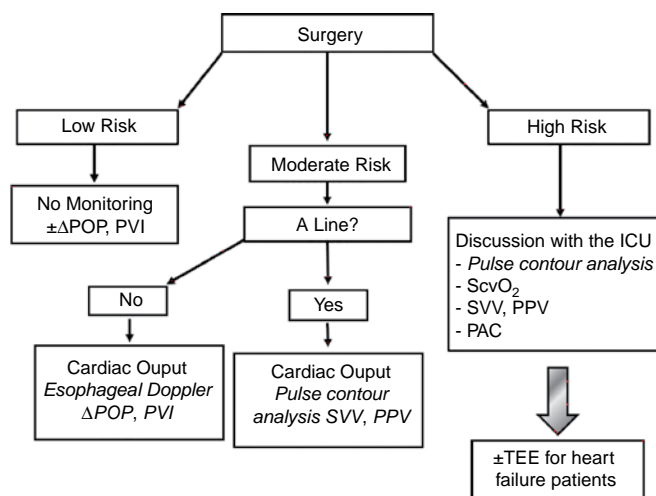 Surgery
Low Risk
Moderate Risk
High Risk
No Monitoring
±ΔPOP, PVI
A Line?
Discussion with the ICU
- Pulse contour analysis
- ScvO₂
- SVV, PPV
- PAC
No
Yes
Cardiac Ouput
Esophageal Doppler
ΔPOP, PVI
Cardiac Ouput
Pulse contour
analysis SVV, PPV
±TEE for heart
failure patients